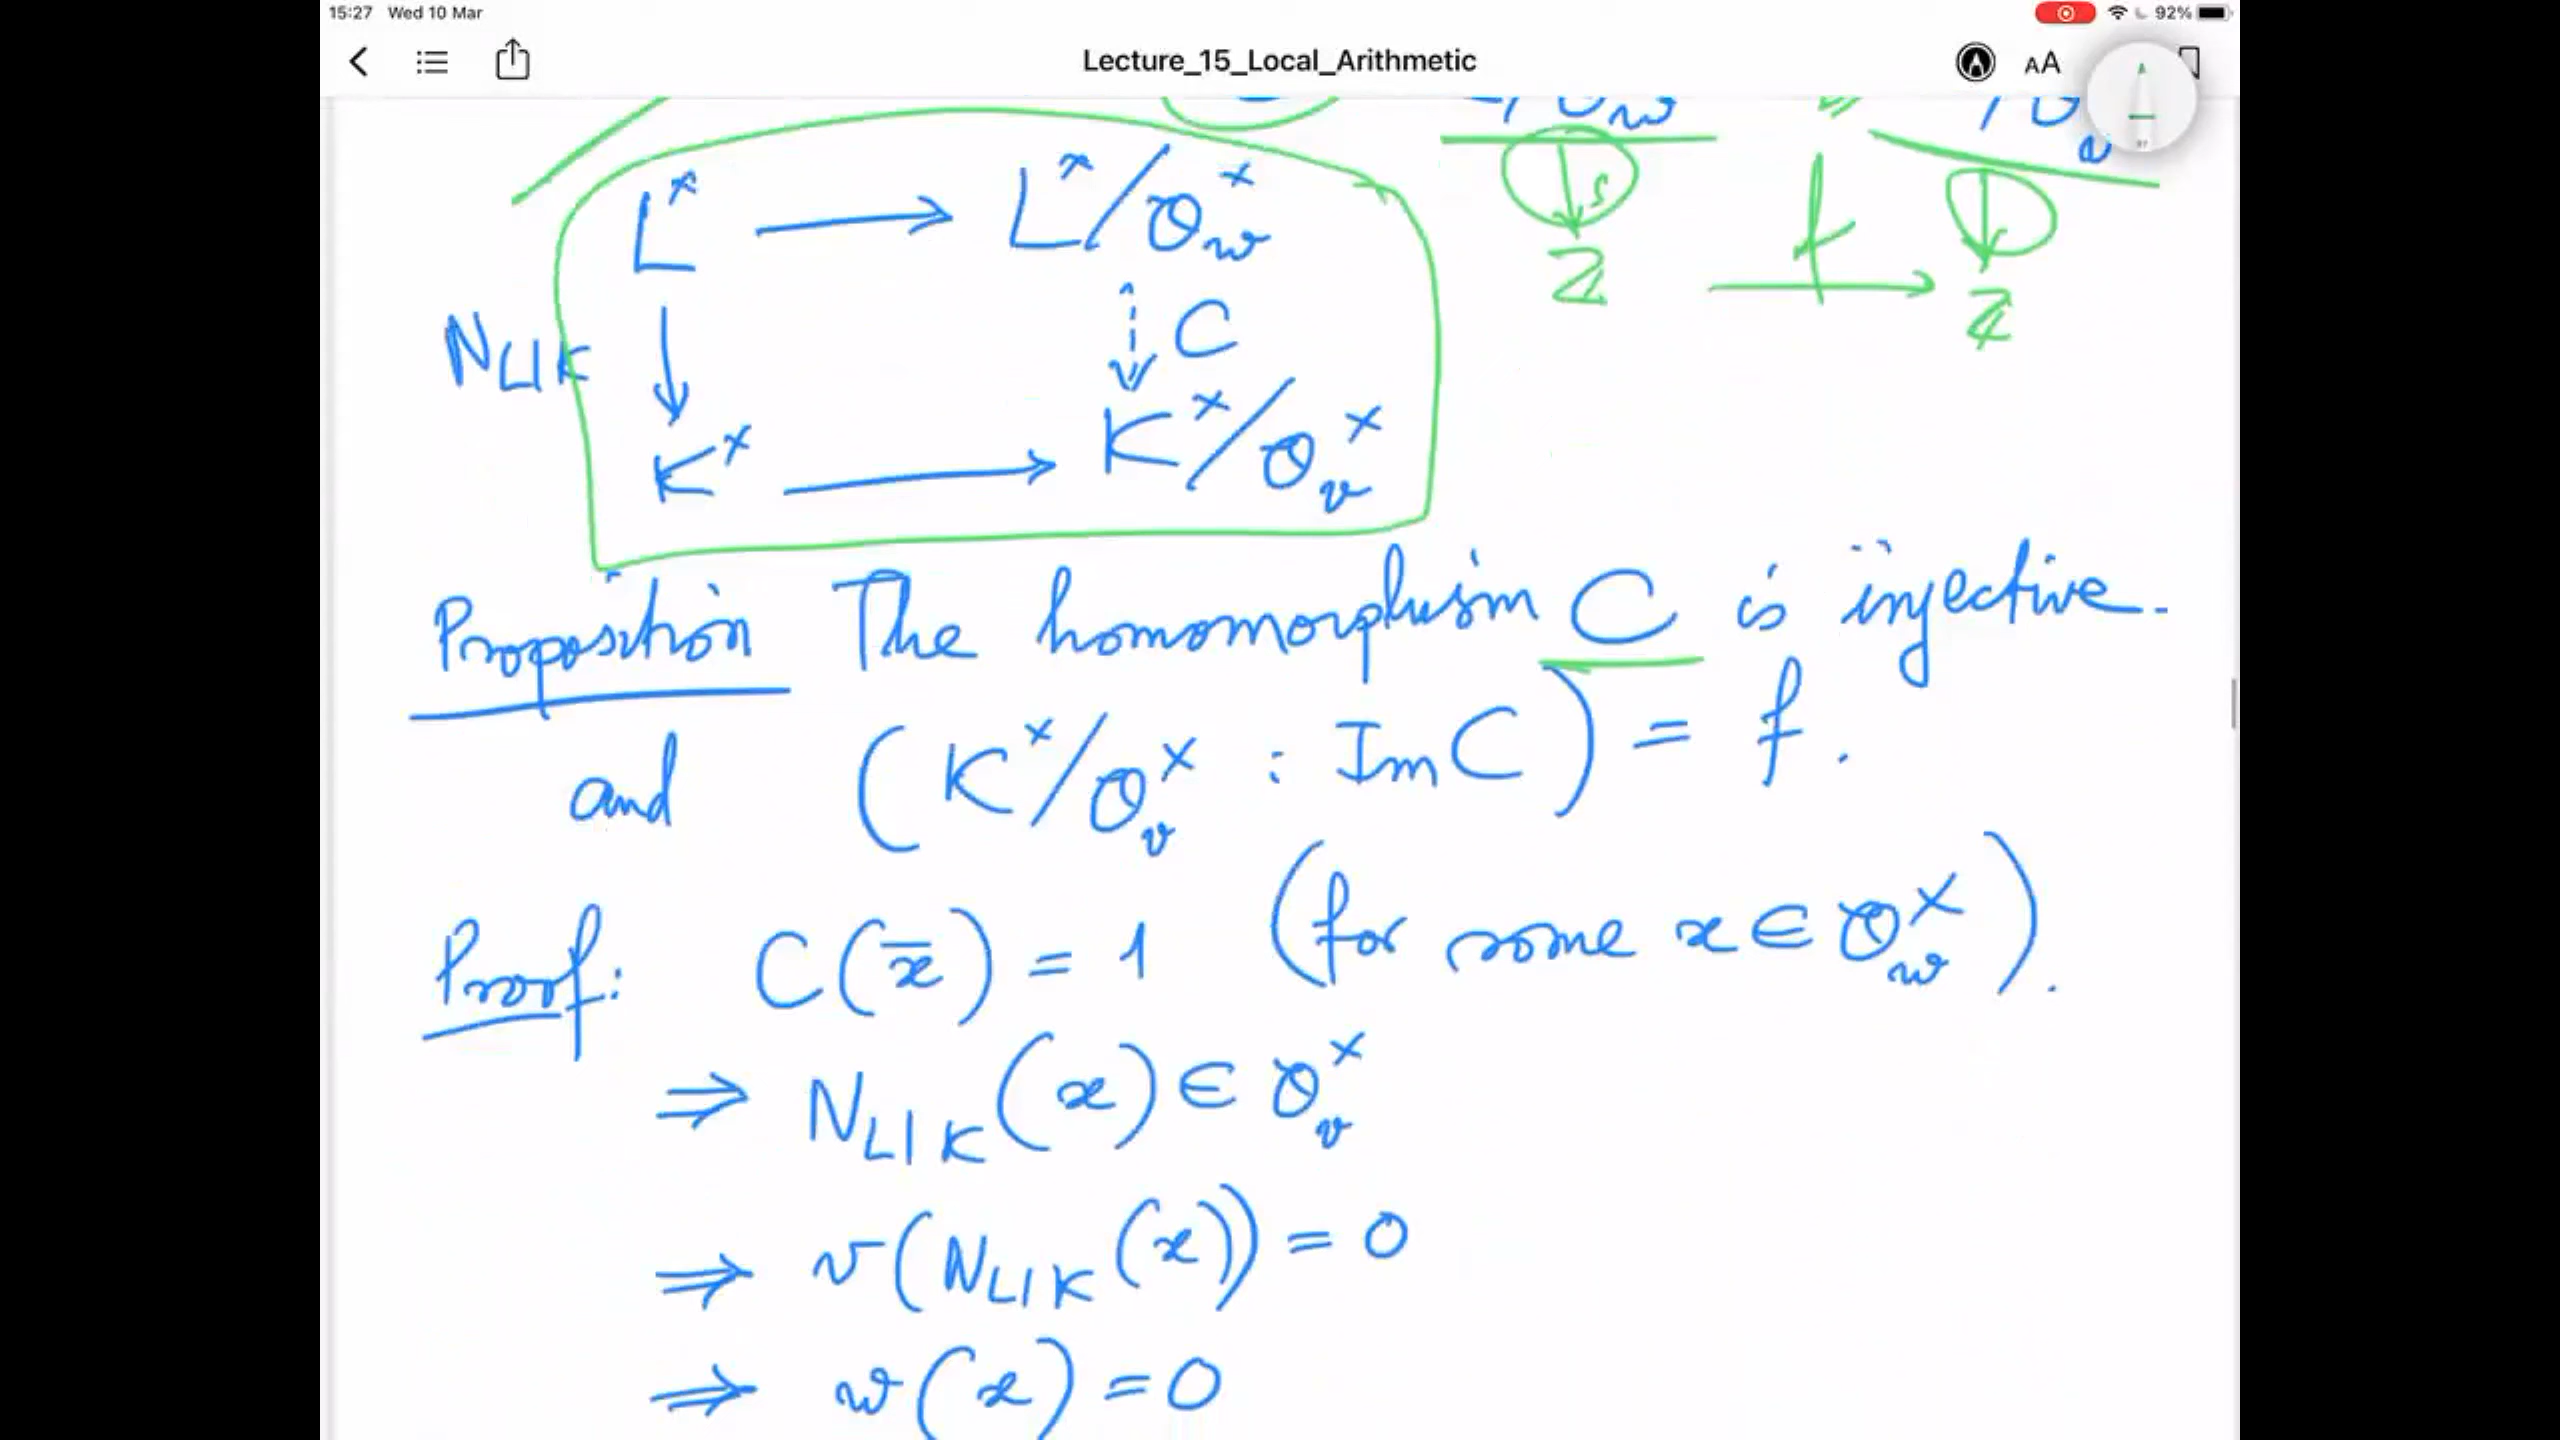 15:27 Wed 10 Mar 92%
Lecture_15_Local_Arithmetic
AA
L^× ⟶ L^×/O_w^×
N_{L|K} ↓ ⇣ C
K^× ⟶ K^×/O_v^×
Z ⟶ f Z
Proposition The homomorphism C is injective.
and (K^×/O_v^× : Im C) = f.
Proof: C(x̄) = 1 (for some x ∈ O_w^×).
⇒ N_{L|K}(x) ∈ O_v^×
⇒ v(N_{L|K}(x)) = 0
⇒ w(x) = 0